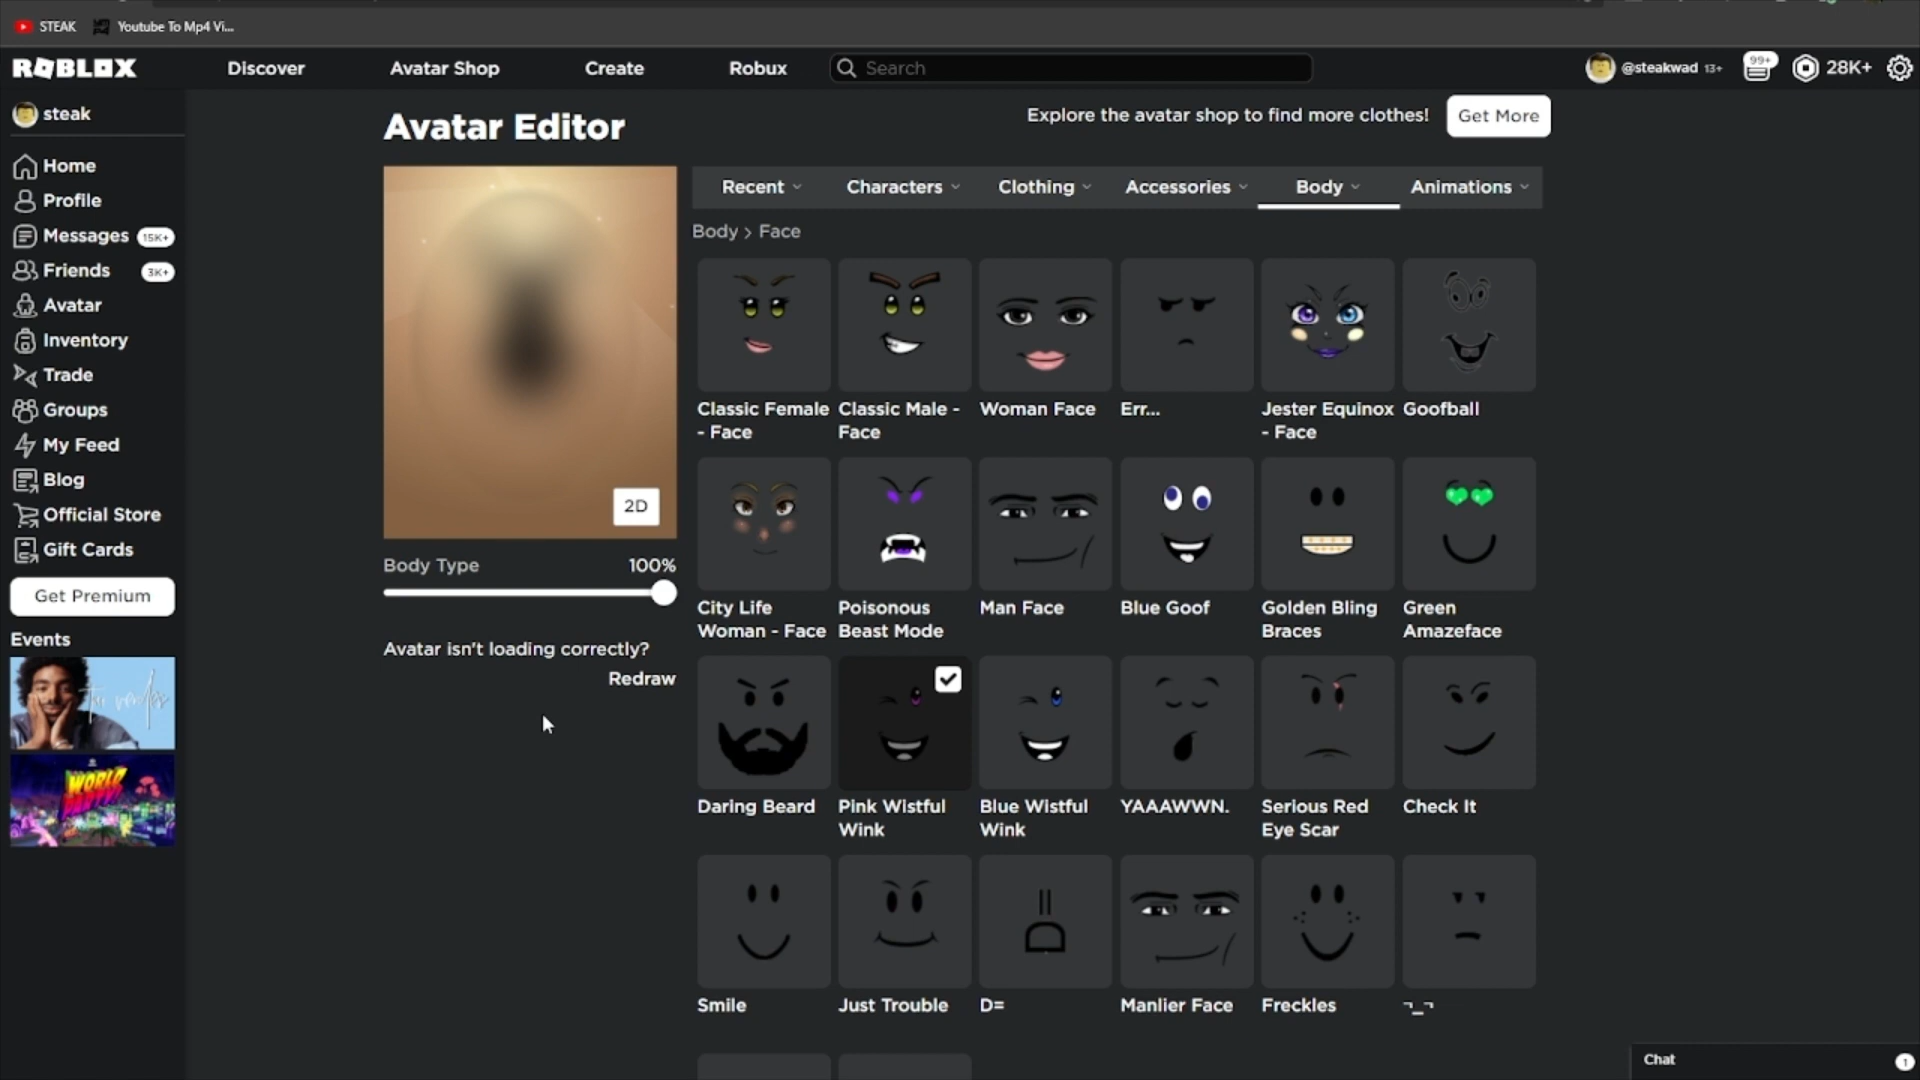 STEAK
Youtube To Mp4 Vi...
ROBLOX
Discover
Avatar Shop
Create
Robux
Search
@steakwad 13+
99+
28K+
steak
Home
Profile
Messages 15K+
Friends 3K+
Avatar
Inventory
Trade
Groups
My Feed
Blog
Official Store
Gift Cards
Get Premium
Events
WORLD
Avatar Editor
Explore the avatar shop to find more clothes!
Get More
2D
Body Type 100%
Avatar isn't loading correctly?
Redraw
Recent
Characters
Clothing
Accessories
Body
Animations
Body > Face
Classic Female
- Face
Classic Male -
Face
Woman Face
Err...
Jester Equinox
- Face
Goofball
City Life
Woman - Face
Poisonous
Beast Mode
Man Face
Blue Goof
Golden Bling
Braces
Green
Amazeface
Daring Beard
Pink Wistful
Wink
Blue Wistful
Wink
YAAAWWN.
Serious Red
Eye Scar
Check It
Smile
Just Trouble
D=
Manlier Face
Freckles
¬_¬
Chat
1